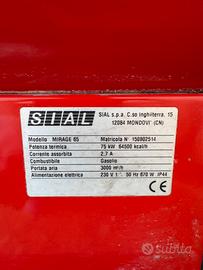 SIAL
SIAL s.p.a. C.so Inghilterra, 15
12084 MONDOVI' (CN)
Modello MIRAGE 65 Matricola N° 150902514
Potenza termica 75 kW 64500 kcal/h
Corrente assorbita 2,7 A
Combustibile Gasolio
Portata aria 3000 m³/h
Alimentazione elettrica 230 V 1~ 50 Hz 670 W IP44
CE
subito